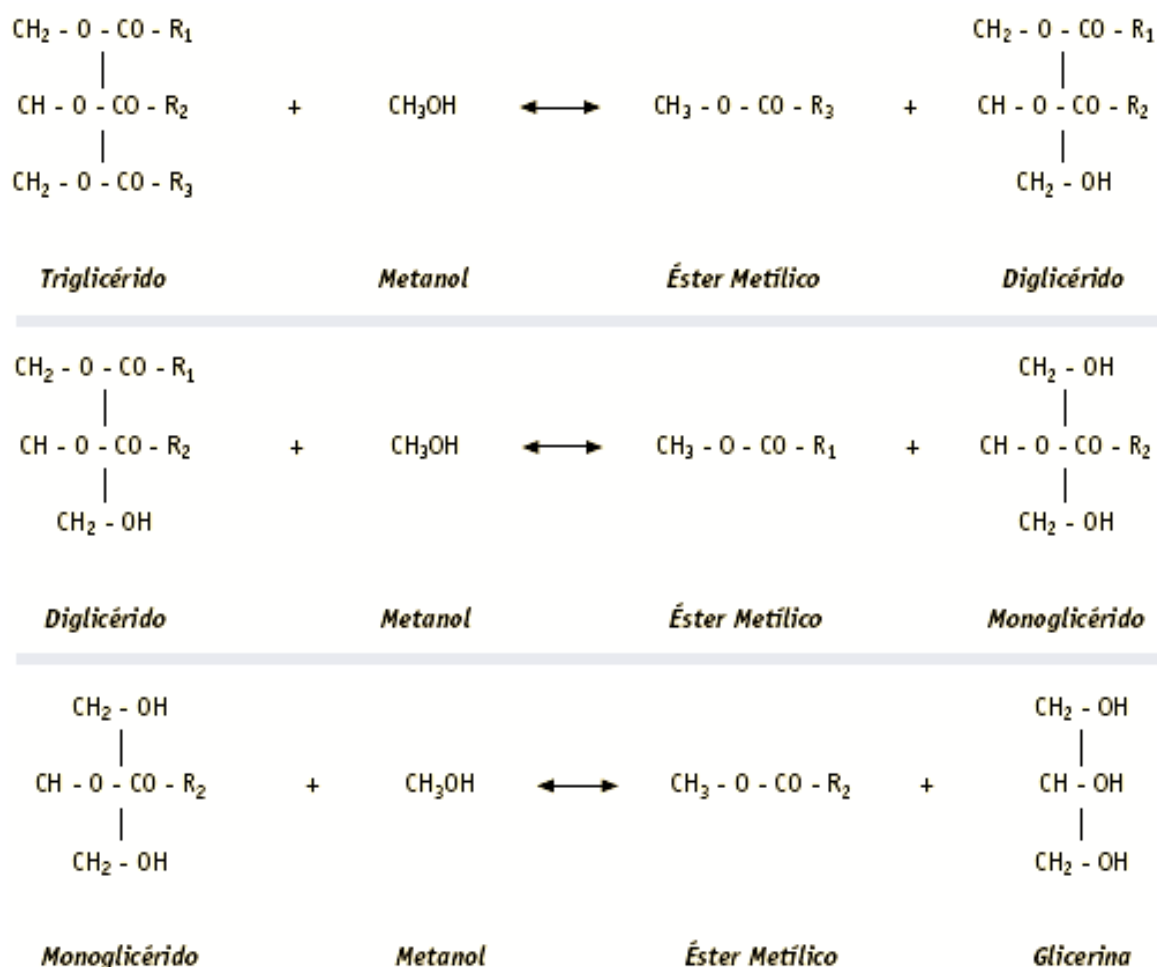 CH₂ - O - CO - R₁ CH₂ - O - CO - R₁
CH - O - CO - R₂ + CH₃OH ⟷ CH₃ - O - CO - R₃ + CH - O - CO - R₂
CH₂ - O - CO - R₃ CH₂ - OH
Triglicérido Metanol Éster Metílico Diglicérido
CH₂ - O - CO - R₁ CH₂ - OH
CH - O - CO - R₂ + CH₃OH ⟷ CH₃ - O - CO - R₁ + CH - O - CO - R₂
CH₂ - OH CH₂ - OH
Diglicérido Metanol Éster Metílico Monoglicérido
CH₂ - OH CH₂ - OH
CH - O - CO - R₂ + CH₃OH ⟷ CH₃ - O - CO - R₂ + CH - OH
CH₂ - OH CH₂ - OH
Monoglicérido Metanol Éster Metílico Glicerina